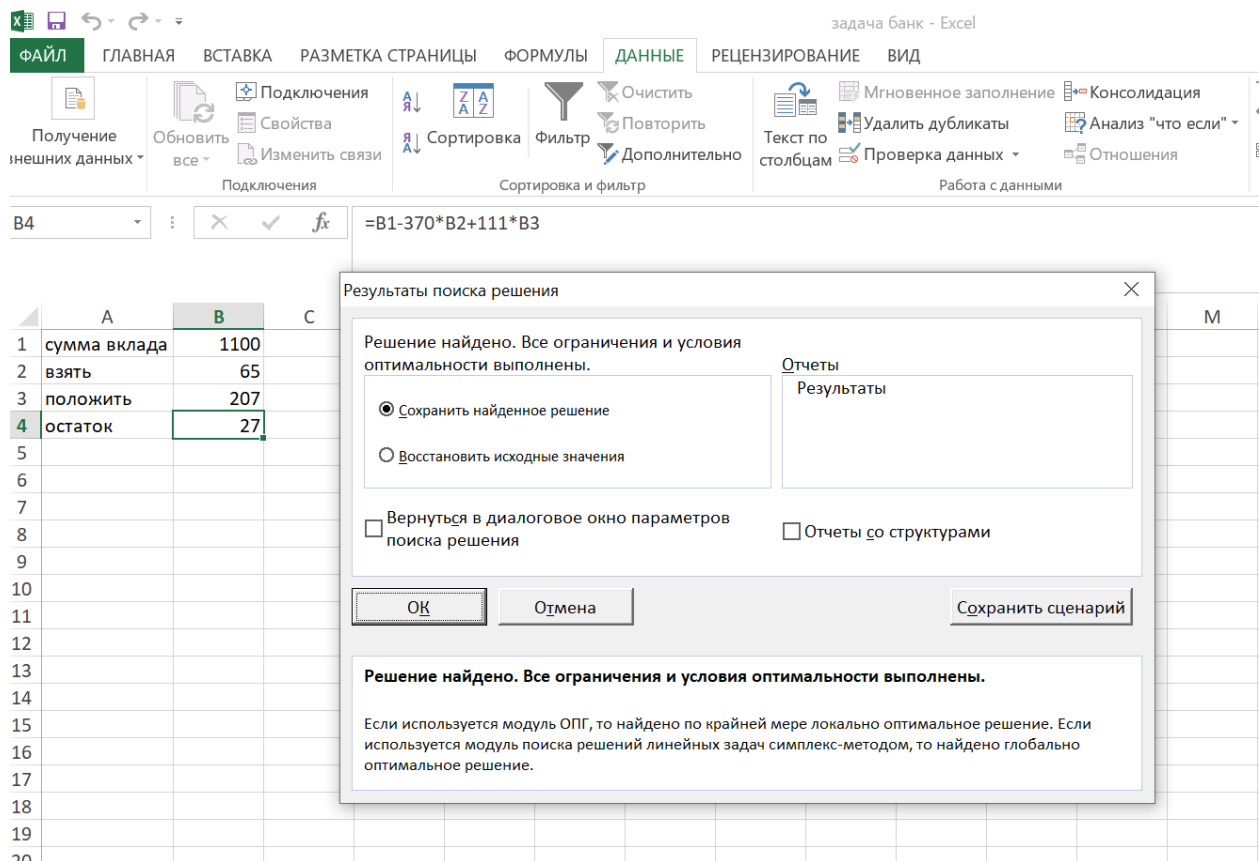 задача банк - Excel
ФАЙЛ ГЛАВНАЯ ВСТАВКА РАЗМЕТКА СТРАНИЦЫ ФОРМУЛЫ ДАННЫЕ РЕЦЕНЗИРОВАНИЕ ВИД
Получение
внешних данных
Обновить
все
Подключения
Свойства
Изменить связи
Подключения
Сортировка
Фильтр
Очистить
Повторить
Дополнительно
Сортировка и фильтр
Текст по
столбцам
Мгновенное заполнение
Удалить дубликаты
Проверка данных
Консолидация
Анализ "что если"
Отношения
Работа с данными
B4 fx =B1-370*B2+111*B3
A B C M
1 сумма вклада 1100
2 взять 65
3 положить 207
4 остаток 27
5
6
7
8
9
10
11
12
13
14
15
16
17
18
19
20
Результаты поиска решения
Решение найдено. Все ограничения и условия
оптимальности выполнены.
Сохранить найденное решение
Восстановить исходные значения
Отчеты
Результаты
Вернуться в диалоговое окно параметров
поиска решения
Отчеты со структурами
ОК Отмена Сохранить сценарий
Решение найдено. Все ограничения и условия оптимальности выполнены.
Если используется модуль ОПГ, то найдено по крайней мере локально оптимальное решение. Если
используется модуль поиска решений линейных задач симплекс-методом, то найдено глобально
оптимальное решение.